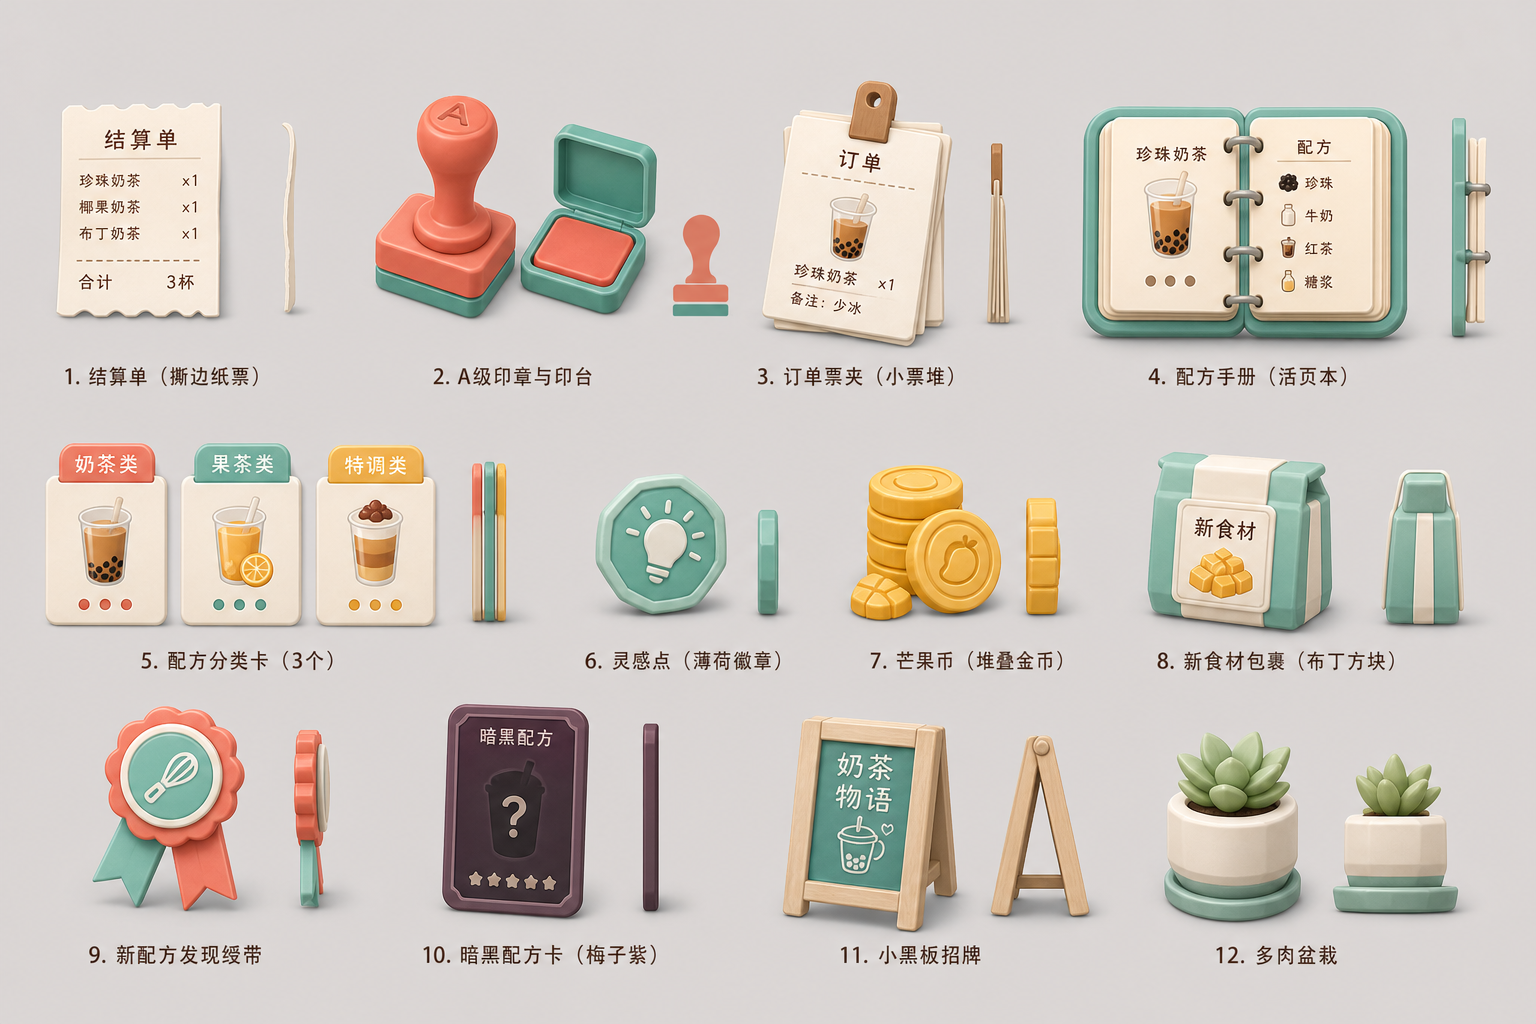 结算单
珍珠奶茶 x1
椰果奶茶 x1
布丁奶茶 x1
合计 3杯
1. 结算单（撕边纸票）
A
2. A级印章与印台
订单
珍珠奶茶 x1
备注：少冰
3. 订单票夹（小票堆）
珍珠奶茶
配方
珍珠
牛奶
红茶
糖浆
4. 配方手册（活页本）
奶茶类
果茶类
特调类
5. 配方分类卡（3个）
6. 灵感点（薄荷徽章）
7. 芒果币（堆叠金币）
新食材
8. 新食材包裹（布丁方块）
9. 新配方发现绶带
暗黑配方
?
10. 暗黑配方卡（梅子紫）
奶茶
物语
11. 小黑板招牌
12. 多肉盆栽